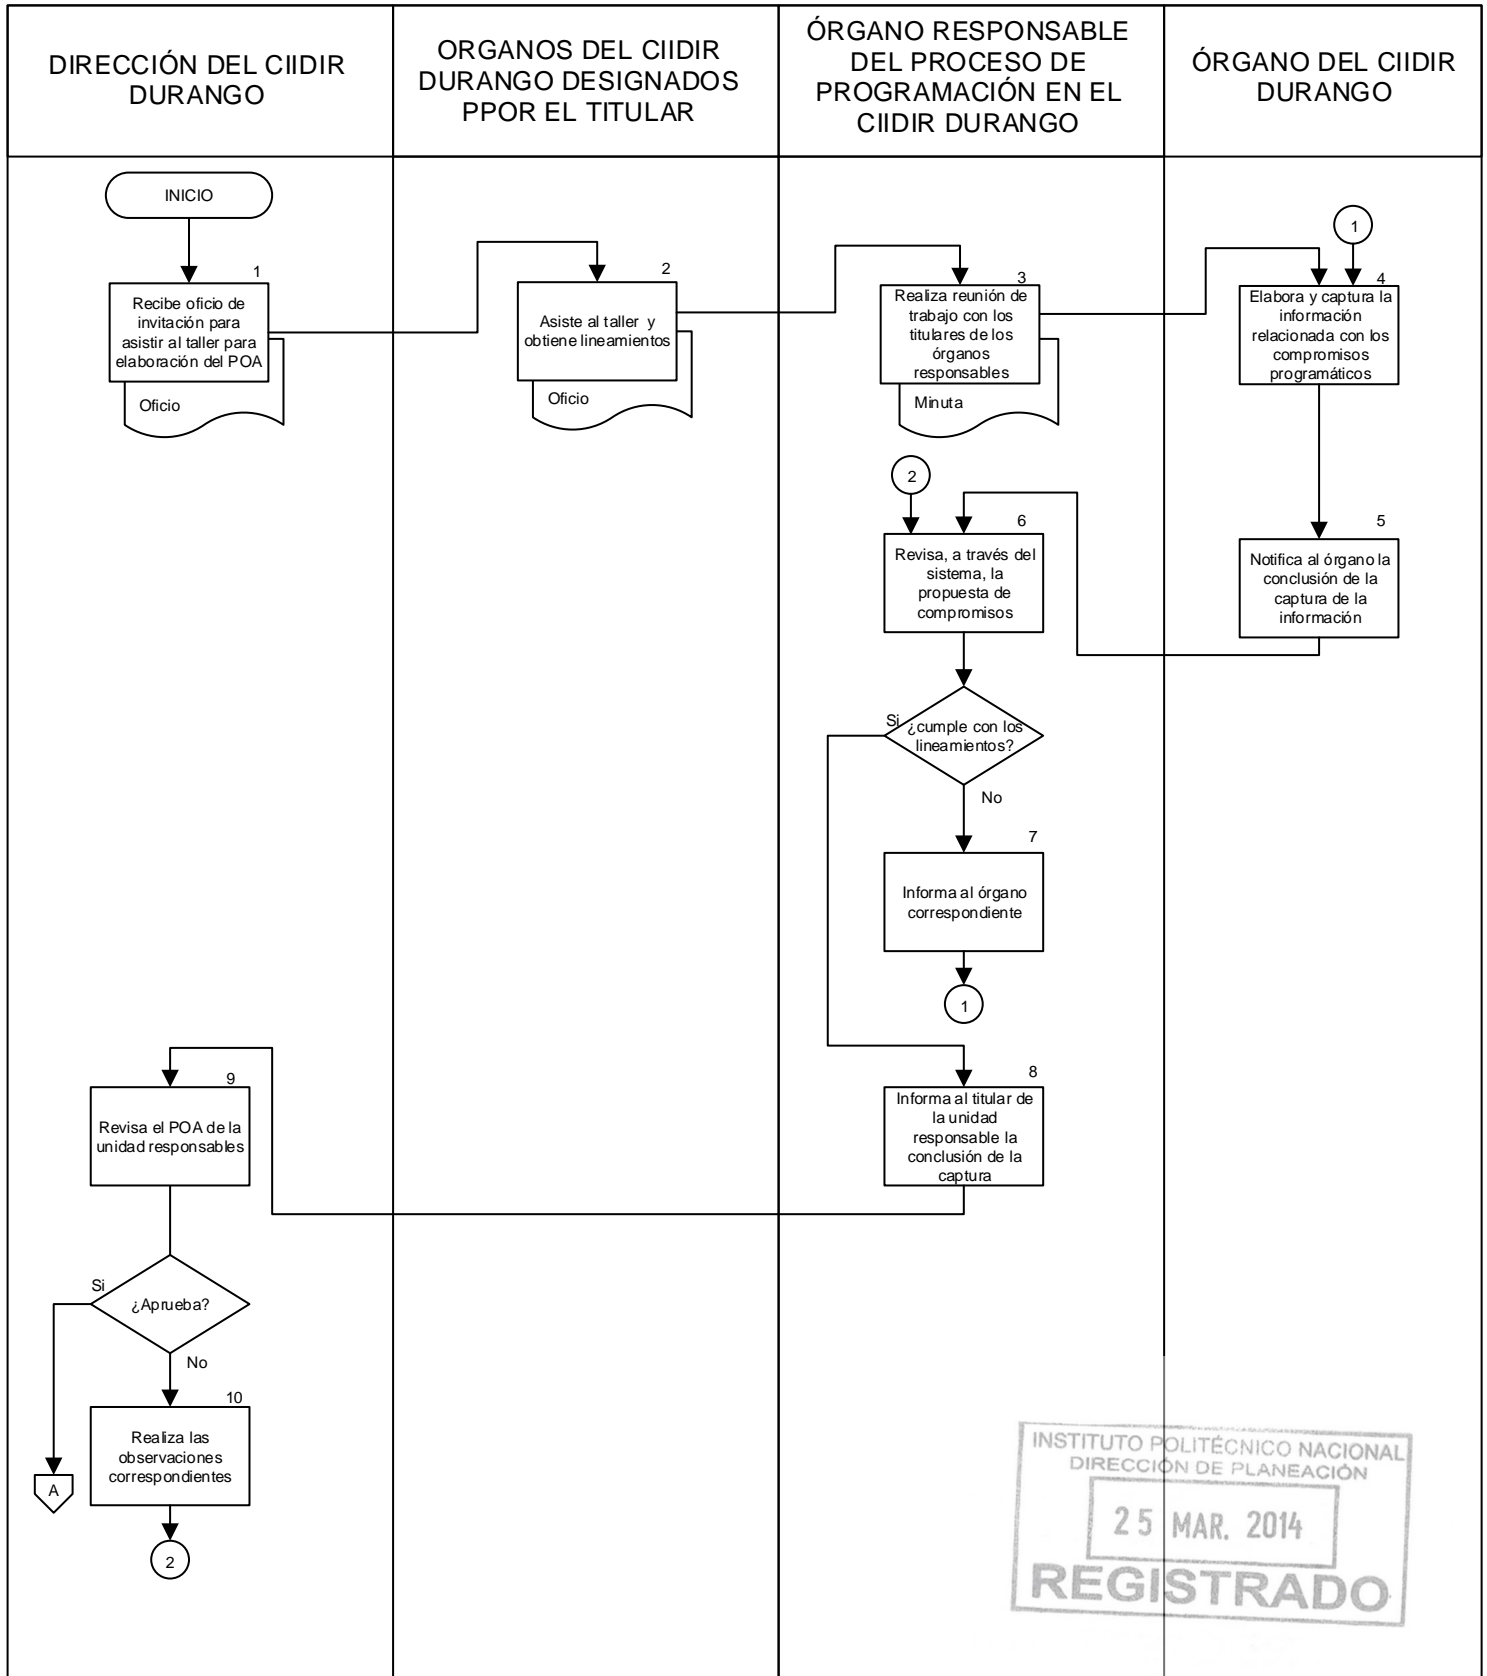 DIRECCIÓN DEL CIIDIR
DURANGO
ORGANOS DEL CIIDIR
DURANGO DESIGNADOS
PPOR EL TITULAR
ÓRGANO RESPONSABLE
DEL PROCESO DE
PROGRAMACIÓN EN EL
CIIDIR DURANGO
ÓRGANO DEL CIIDIR
DURANGO
INICIO
1
Recibe oficio de
invitación para
asistir al taller para
elaboración del POA
Oficio
2
Asiste al taller y
obtiene lineamientos
Oficio
3
Realiza reunión de
trabajo con los
titulares de los
órganos
responsables
Minuta
1
4
Elabora y captura la
información
relacionada con los
compromisos
programáticos
5
Notifica al órgano la
conclusión de la
captura de la
información
2
6
Revisa, a través del
sistema, la
propuesta de
compromisos
Si
¿cumple con los
lineamientos?
No
7
Informa al órgano
correspondiente
1
8
Informa al titular de
la unidad
responsable la
conclusión de la
captura
9
Revisa el POA de la
unidad responsables
Si
¿Aprueba?
No
10
Realiza las
observaciones
correspondientes
A
2
INSTITUTO POLITÉCNICO NACIONAL
DIRECCIÓN DE PLANEACIÓN
25 MAR. 2014
REGISTRADO